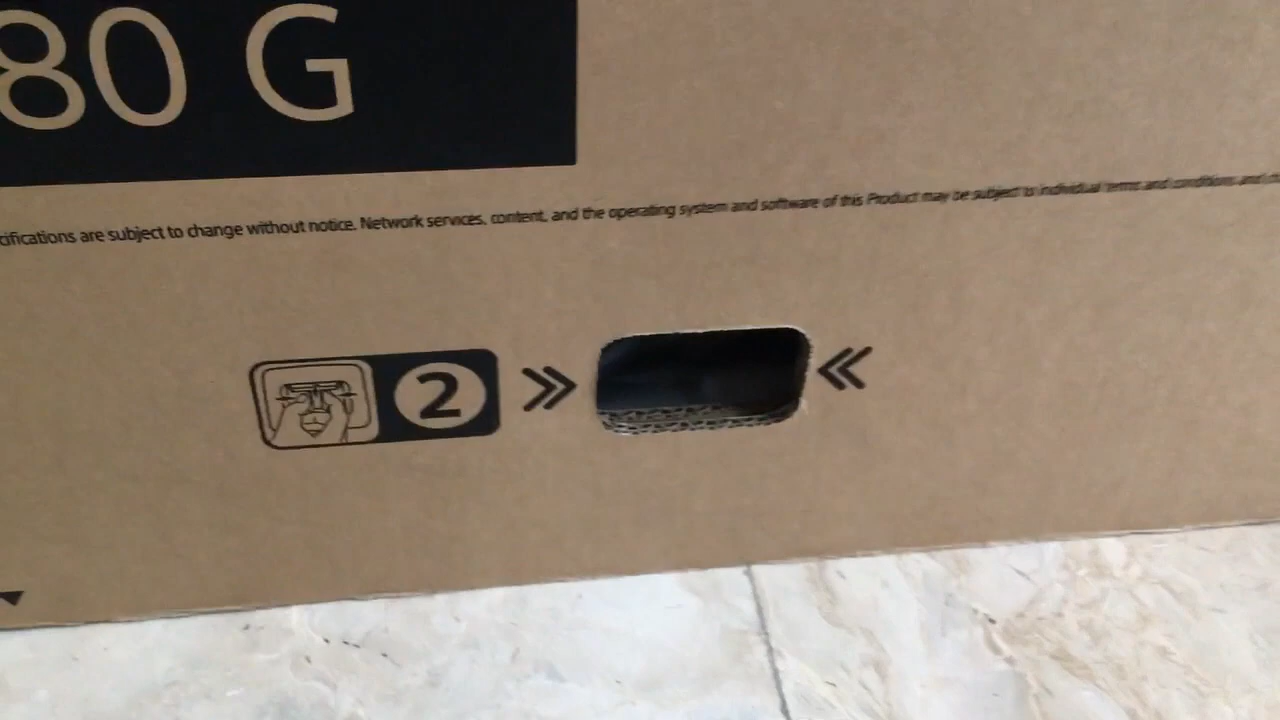 80 G
cifications are subject to change without notice. Network services, content, and the operating system and software of this Product may be subject to individual terms and conditions and
2